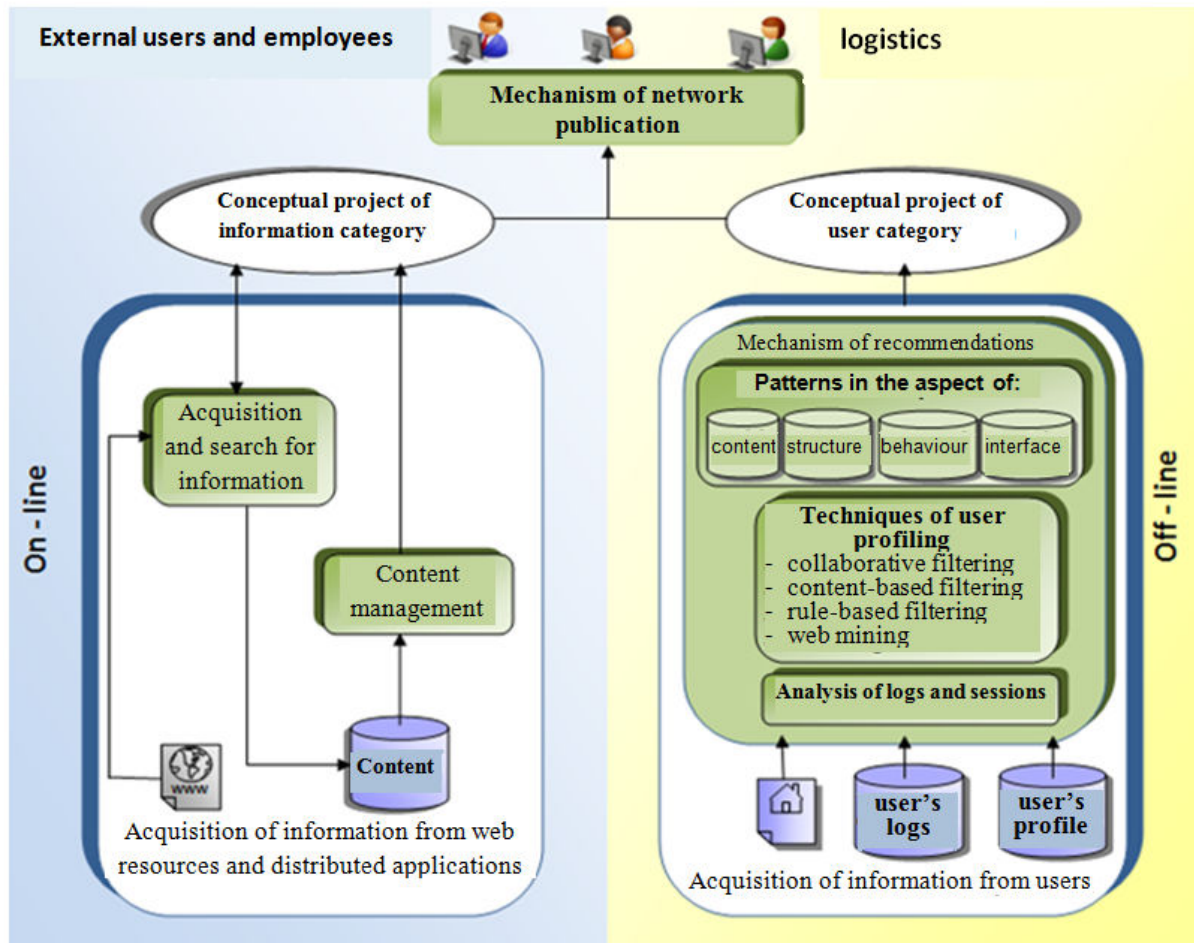 External users and employees
logistics
Mechanism of network
publication
Conceptual project of
information category
Conceptual project of
user category
On - line
Acquisition
and search for
information
Content
management
www
Content
Acquisition of information from web
resources and distributed applications
Off - line
Mechanism of recommendations
Patterns in the aspect of:
content structure behaviour interface
Techniques of user
profiling
- collaborative filtering
- content-based filtering
- rule-based filtering
- web mining
Analysis of logs and sessions
user's
logs
user's
profile
Acquisition of information from users